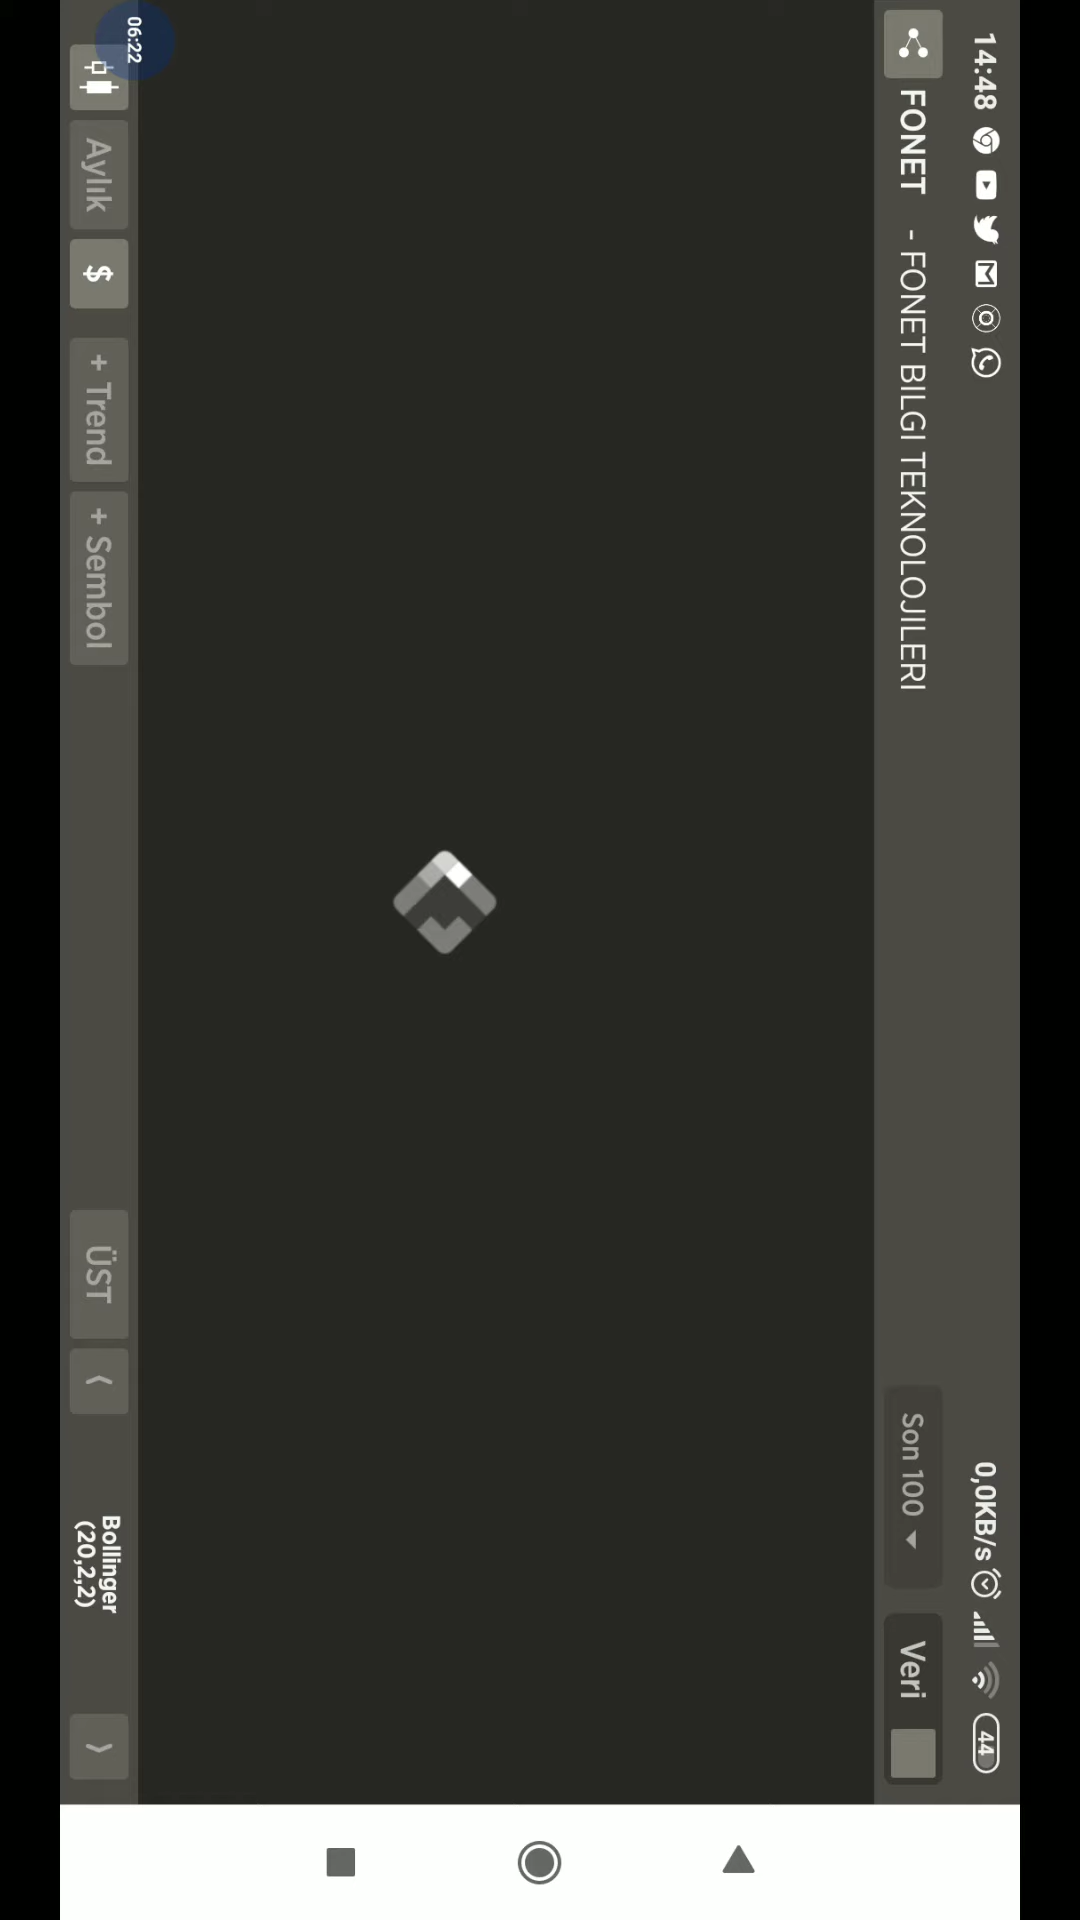 14:48
0,0KB/s
44
FONET - FONET BILGI TEKNOLOJILERI
Son 100
Veri
06:22
Aylık
$
+ Trend
+ Sembol
ÜST
Bollinger
(20,2,2)